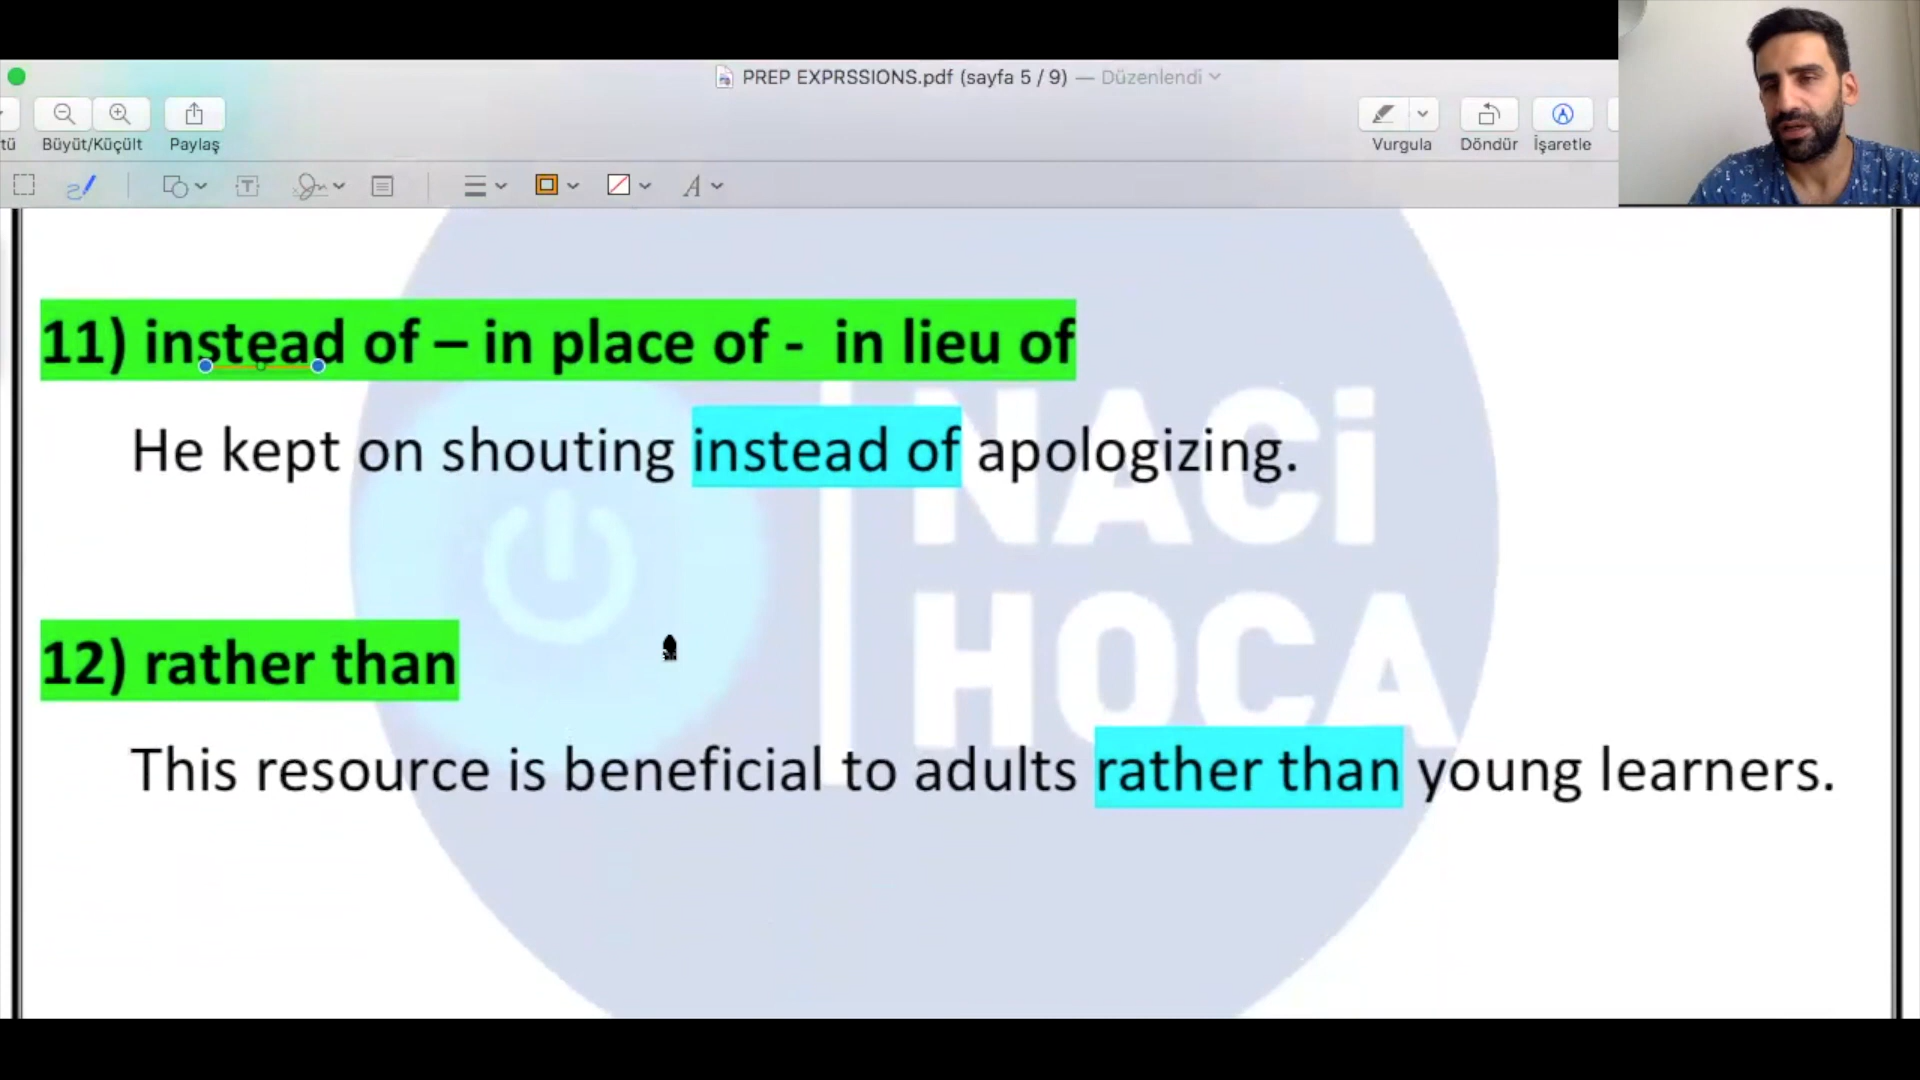 PREP EXPRSSIONS.pdf (sayfa 5 / 9) — Düzenlendi
tü
Büyüt/Küçült
Paylaş
Vurgula
Döndür
İşaretle
11) instead of – in place of - in lieu of
He kept on shouting instead of apologizing.
NACİ
HOCA
12) rather than
This resource is beneficial to adults rather than young learners.